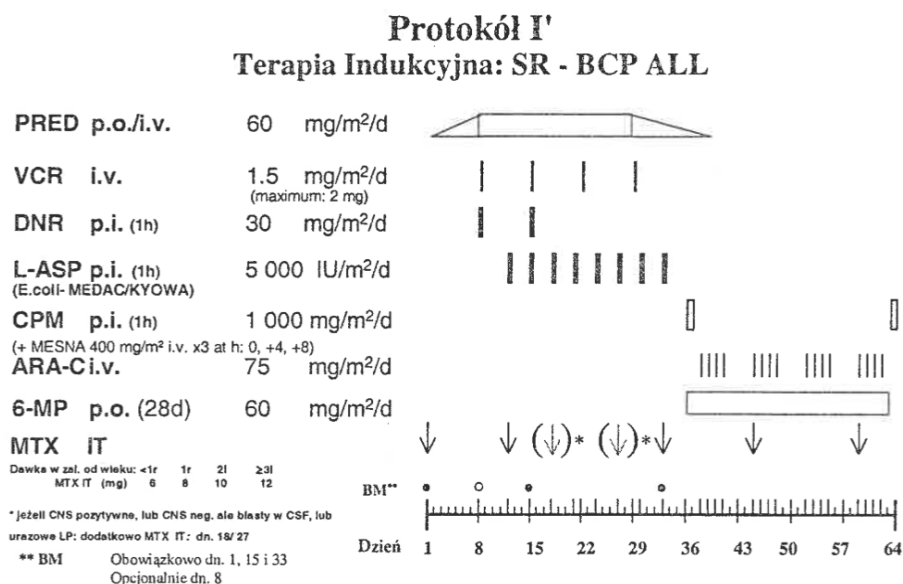 Protokół I'
Terapia Indukcyjna: SR - BCP ALL
PRED p.o./i.v. 60 mg/m²/d
VCR i.v. 1.5 mg/m²/d
(maximum: 2 mg)
DNR p.i. (1h) 30 mg/m²/d
L-ASP p.i. (1h) 5 000 IU/m²/d
(E.coli- MEDAC/KYOWA)
CPM p.i. (1h) 1 000 mg/m²/d
(+ MESNA 400 mg/m² i.v. x3 at h: 0, +4, +8)
ARA-C i.v. 75 mg/m²/d
6-MP p.o. (28d) 60 mg/m²/d
MTX IT ( )* ( )*
Dawka w zal. od wieku: <1r 1r 2l ≥3l
MTX IT (mg) 6 8 10 12
BM**
* jeżeli CNS pozytywne, lub CNS neg. ale blasty w CSF, lub
urazowe LP: dodatkowo MTX IT: dn. 18/ 27
Dzień 1 8 15 22 29 36 43 50 57 64
** BM Obowiązkowo dn. 1, 15 i 33
Opcjonalnie dn. 8